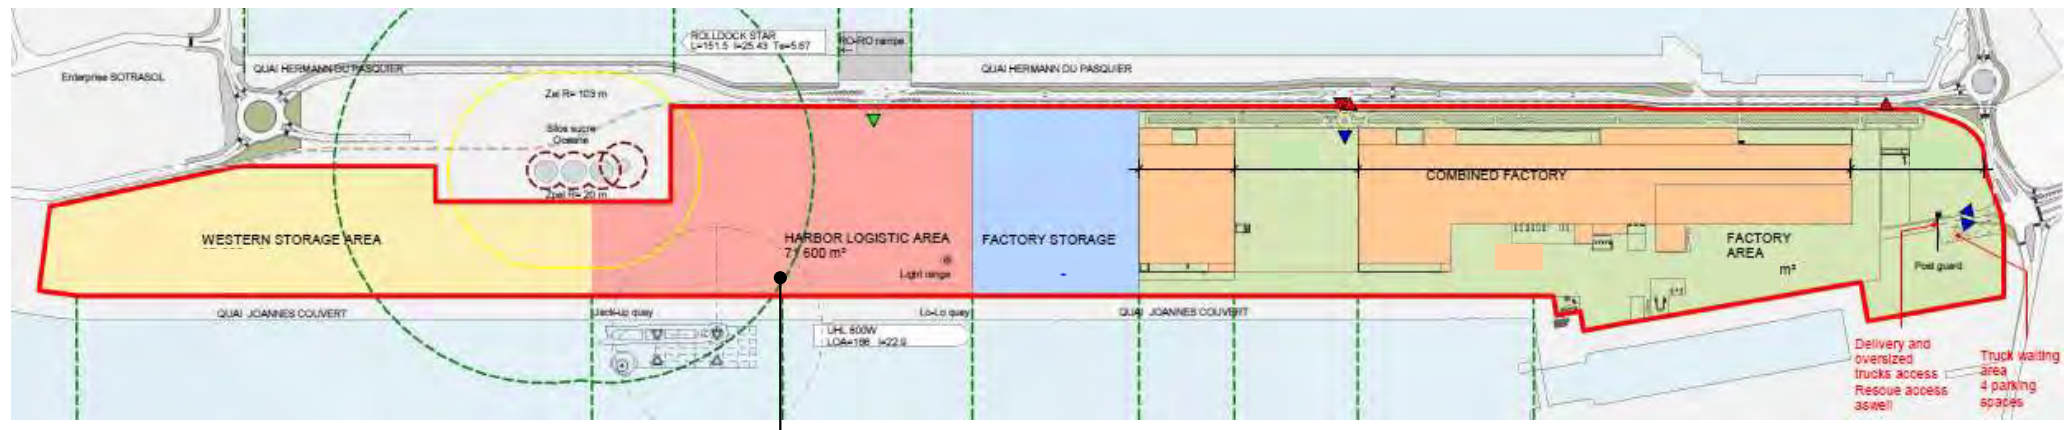 ROLLDOCK STAR
L=151.5 l=25.43 Te=5.67
RO-RO rampe
Enterprise SOTRASOL
QUAI HERMANN DU PASQUIER
QUAI HERMANN DU PASQUIER
Zel R= 103 m
Silos sucre
Oceane
Zpel R= 20 m
COMBINED FACTORY
WESTERN STORAGE AREA
HARBOR LOGISTIC AREA
71 600 m²
FACTORY STORAGE
FACTORY
AREA
m²
Light range
Post guard
QUAI JOANNES COUVERT
Jack-up quay
Lo-Lo quay
QUAI JOANNES COUVERT
UHL 800W
LOA=166 l=22.9
Delivery and
oversized
trucks access
Rescue access
aswell
Truck waiting
area
4 parking
spaces